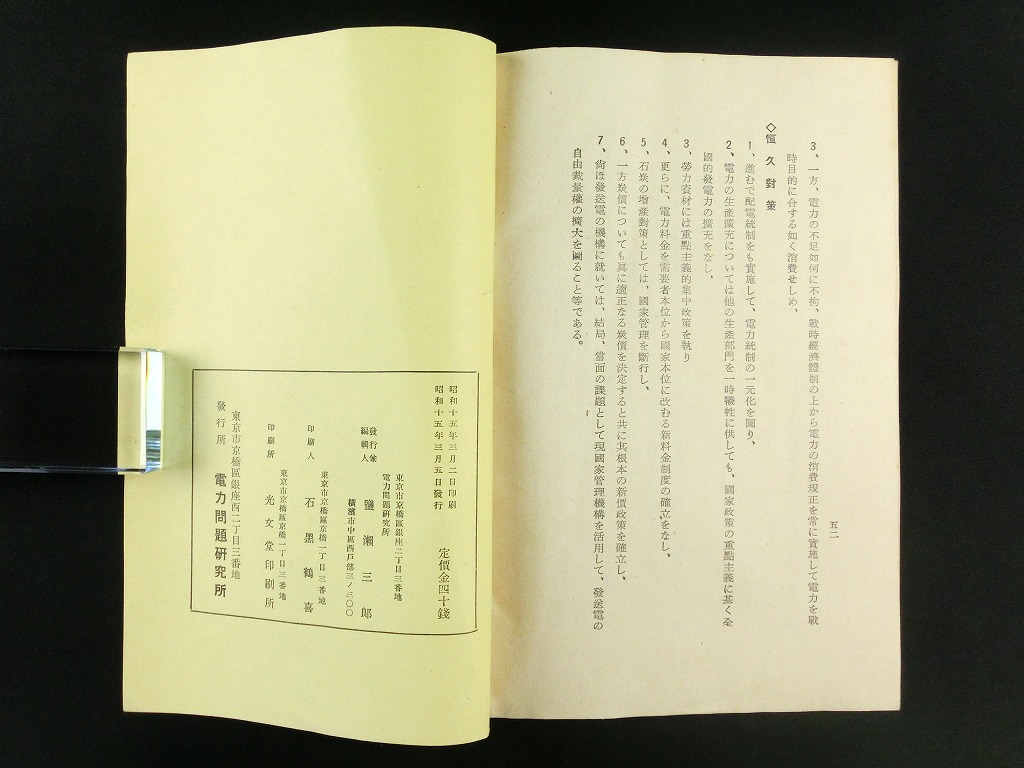 3、一方、電力の不足如何に不拘、戰時經濟體制の上から電力の消費規正を常に實施して電力を戰
時目的に合する如く消費せしめ、
◇恒久對策
1、進むで配電統制をも實施して、電力統制の一元化を圖り、
2、電力の生產擴充については他の生產部門を一時犧牲に供しても、國家政策の重點主義に基く全
國的發電力の擴充をなし、
3、勞力資材には重點主義的集中政策を執り
4、更らに、電力料金を需要者本位から國家本位に改むる新料金制度の確立をなし、
5、石炭の增產對策としては、國家管理を斷行し、
6、一方炭價についても眞に適正なる炭價を決定すると共に其根本の新價政策を確立し、
7、尙ほ發送電の機構に就いては、結局、當面の課題として現國家管理機構を活用して、發送電の
自由裁量權の擴大を圖ること等である。
五二
昭和十五年三月二日印刷
昭和十五年三月五日發行
定價金四十錢
東京市京橋區銀座二丁目三番地
電力問題硏究所
發行兼
編輯人
鹽瀨三郞
橫濱市中區西戶部三ノ三〇〇
東京市京橋區京橋一丁目三番地
印刷人
石黑鶴喜
東京市京橋區京橋一丁目三番地
印刷所
光文堂印刷所
東京市京橋區銀座西二丁目三番地
發行所
電力問題硏究所